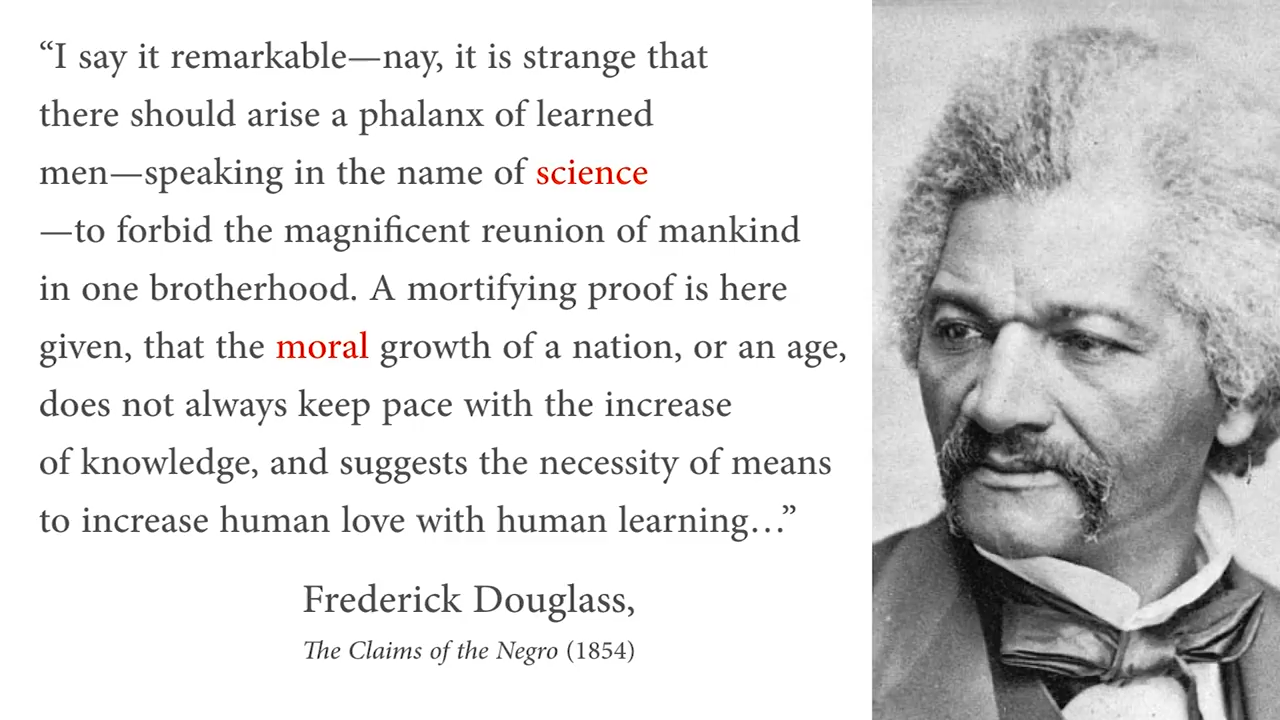 “I say it remarkable—nay, it is strange that
there should arise a phalanx of learned
men—speaking in the name of science
—to forbid the magnificent reunion of mankind
in one brotherhood. A mortifying proof is here
given, that the moral growth of a nation, or an age,
does not always keep pace with the increase
of knowledge, and suggests the necessity of means
to increase human love with human learning…”
Frederick Douglass,
The Claims of the Negro (1854)